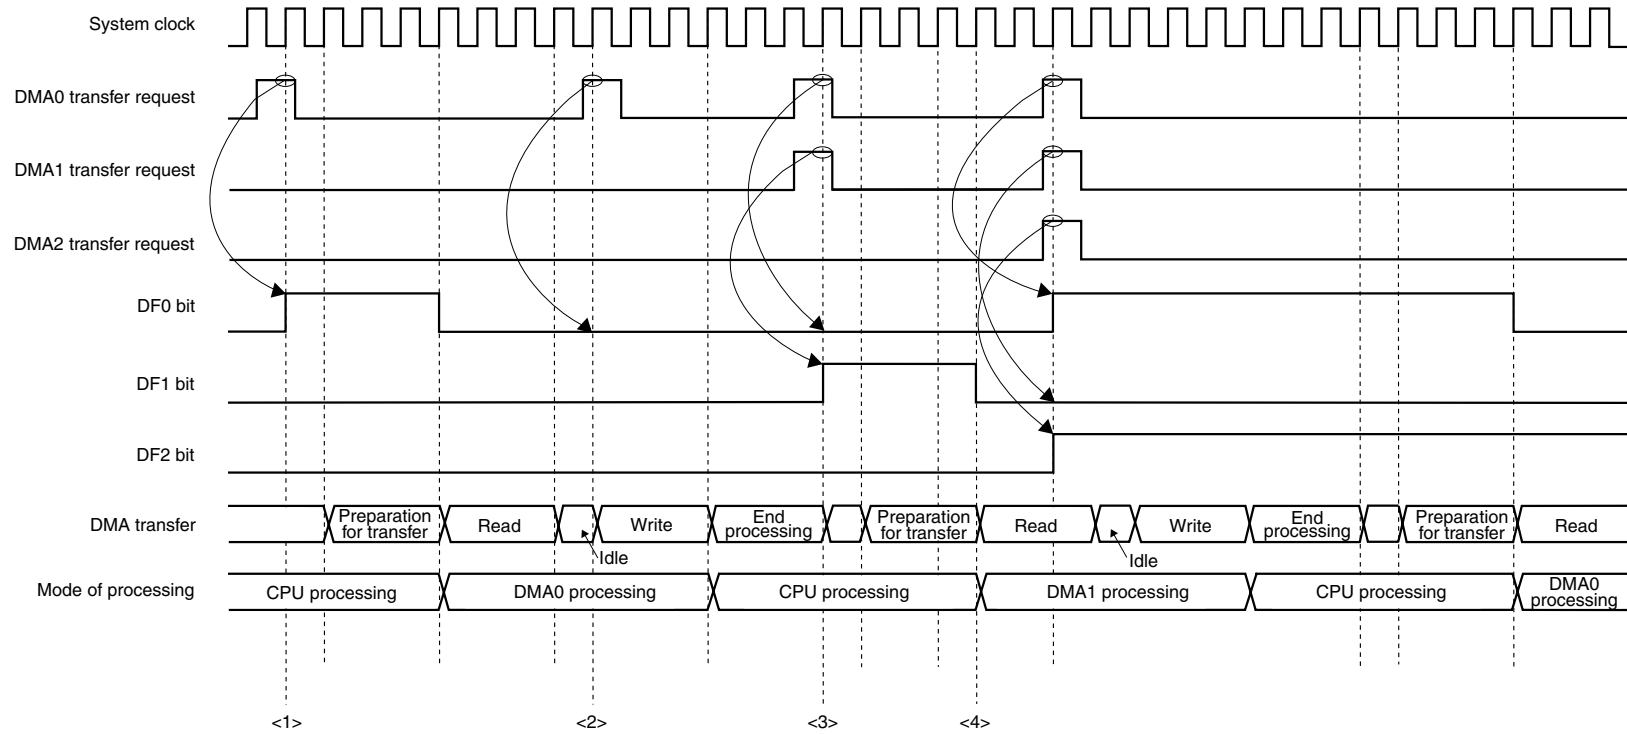 System clock
DMA0 transfer request
DMA1 transfer request
DMA2 transfer request
DF0 bit
DF1 bit
DF2 bit
DMA transfer
Preparation
for transfer
Read
Idle
Write
End
processing
Preparation
for transfer
Read
Idle
Write
End
processing
Preparation
for transfer
Read
Mode of processing
CPU processing
DMA0 processing
CPU processing
DMA1 processing
CPU processing
DMA0
processing
<1>
<2>
<3>
<4>